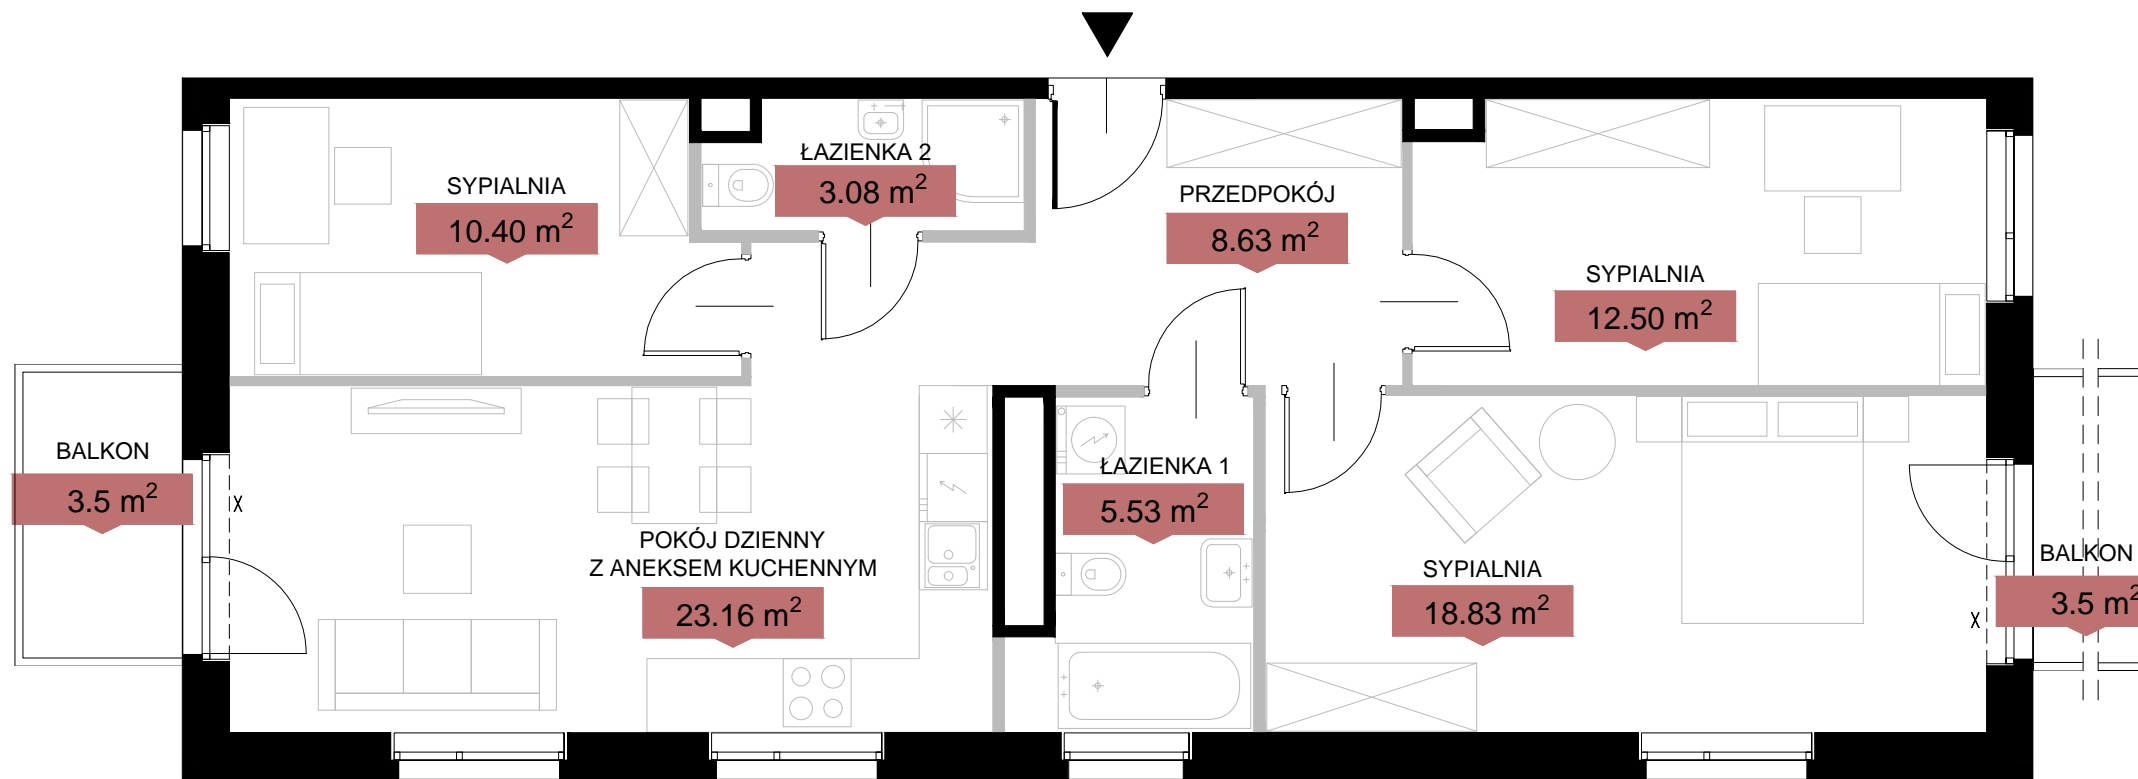 ŁAZIENKA 2
3.08 m²
SYPIALNIA
10.40 m²
PRZEDPOKÓJ
8.63 m²
SYPIALNIA
12.50 m²
BALKON
3.5 m²
ŁAZIENKA 1
5.53 m²
POKÓJ DZIENNY
Z ANEKSEM KUCHENNYM
23.16 m²
SYPIALNIA
18.83 m²
BALKON
3.5 m²
x
x